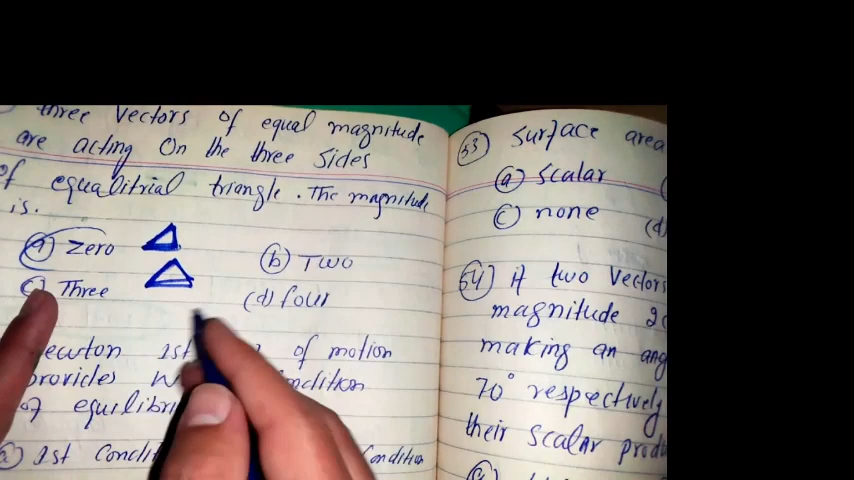 three Vectors of equal magnitude
are acting On the three Sides
of equalitrial triangle. The magnitude
is.
(a) Zero
(b) TWO
(c) Three
(d) four
1st of motion
provides
of
(a) 1st Condition
53 Surface area
(a) Scalar
(c) none
(d)
54) if two Vectors
magnitude
making an ang
70° respectively
their Scalar produ